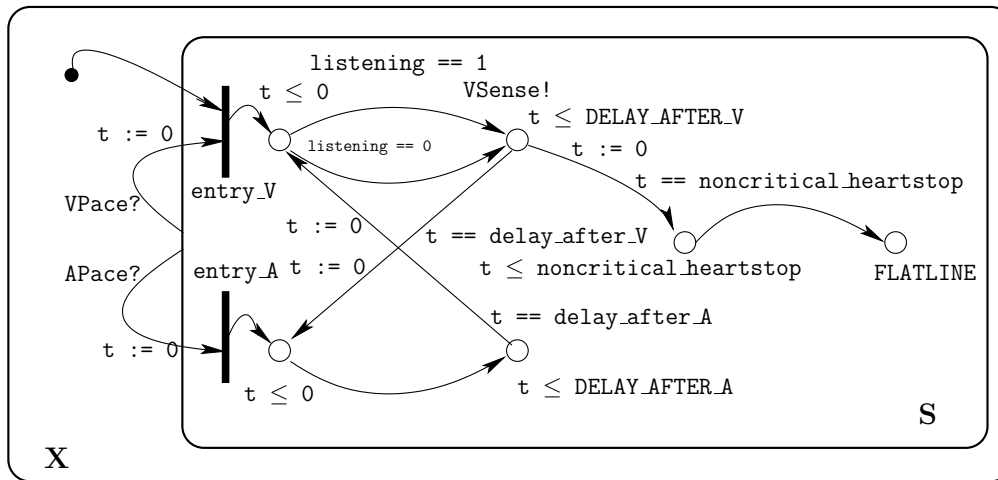 listening == 1
t ≤ 0
VSense!
t ≤ DELAY_AFTER_V
t := 0
t := 0
listening == 0
t == noncritical_heartstop
entry_V
VPace?
t := 0
t == delay_after_V
APace?
entry_A
t := 0
t ≤ noncritical_heartstop
FLATLINE
t == delay_after_A
t := 0
t ≤ 0
t ≤ DELAY_AFTER_A
S
X